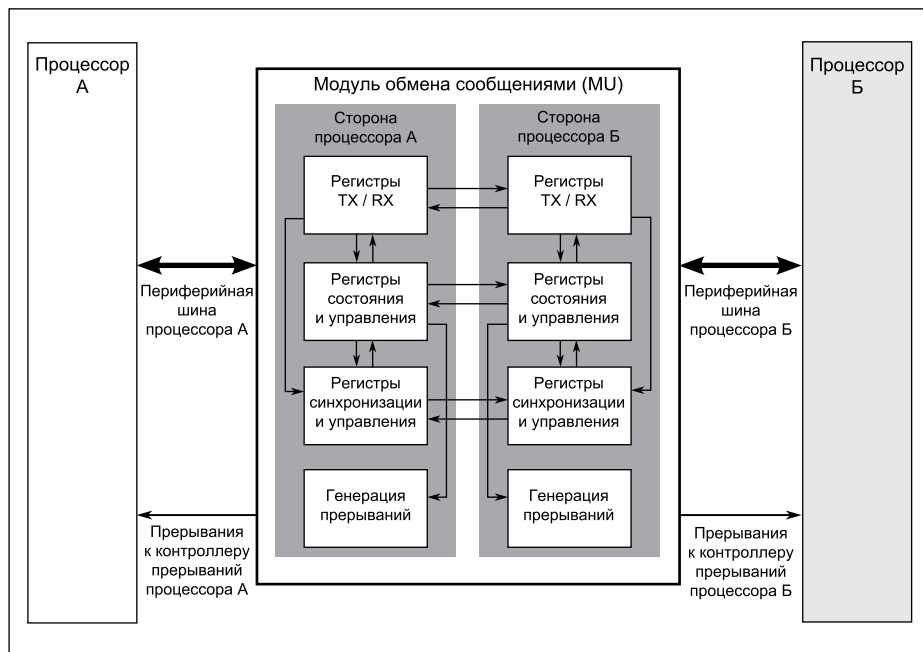 Процессор
А
Модуль обмена сообщениями (MU)
Процессор
Б
Сторона
процессора А
Сторона
процессора Б
Регистры
TX / RX
Регистры
TX / RX
Регистры
состояния
и управления
Регистры
состояния
и управления
Периферийная
шина
процессора А
Периферийная
шина
процессора Б
Регистры
синхронизации
и управления
Регистры
синхронизации
и управления
Генерация
прерываний
Генерация
прерываний
Прерывания
к контроллеру
прерываний
процессора А
Прерывания
к контроллеру
прерываний
процессора Б